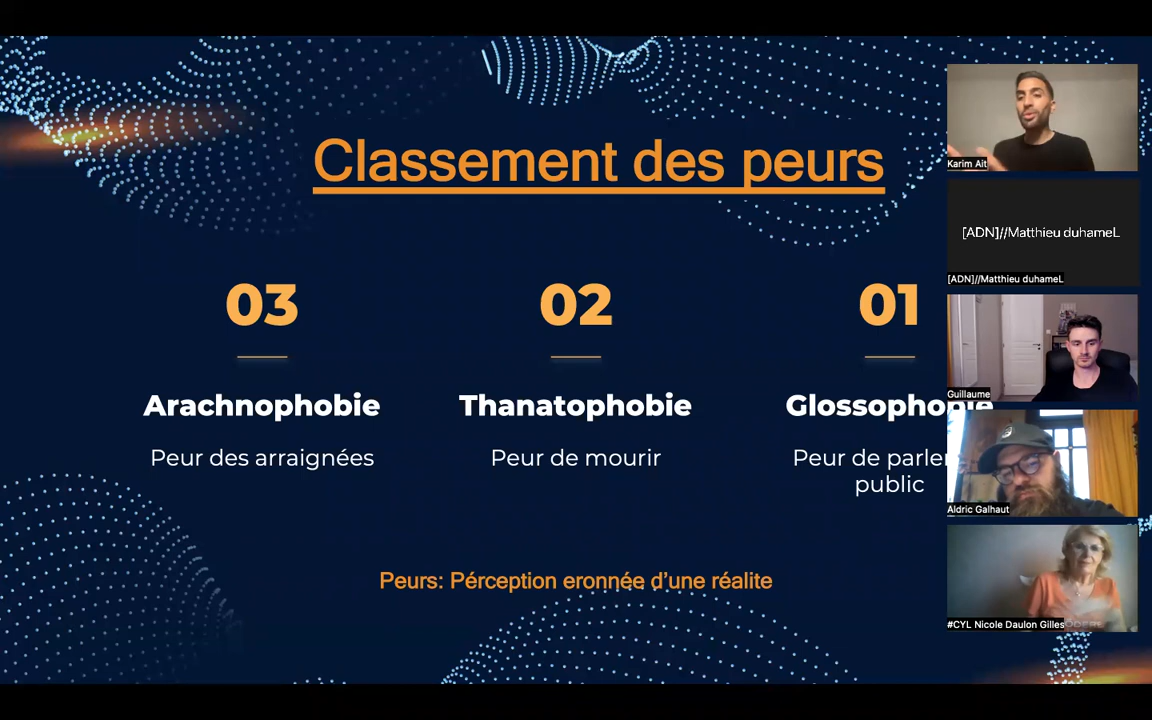 Classement des peurs
03
02
01
Arachnophobie
Thanatophobie
Glossophobie
Peur des arraignées
Peur de mourir
Peur de parler
public
Peurs: Pérception eronnée d'une réalite
Karim Ait
[ADN]//Matthieu duhameL
[ADN]//Matthieu duhameL
Guillaume
Aldric Galhaut
#CYL Nicole Daulon Gilles